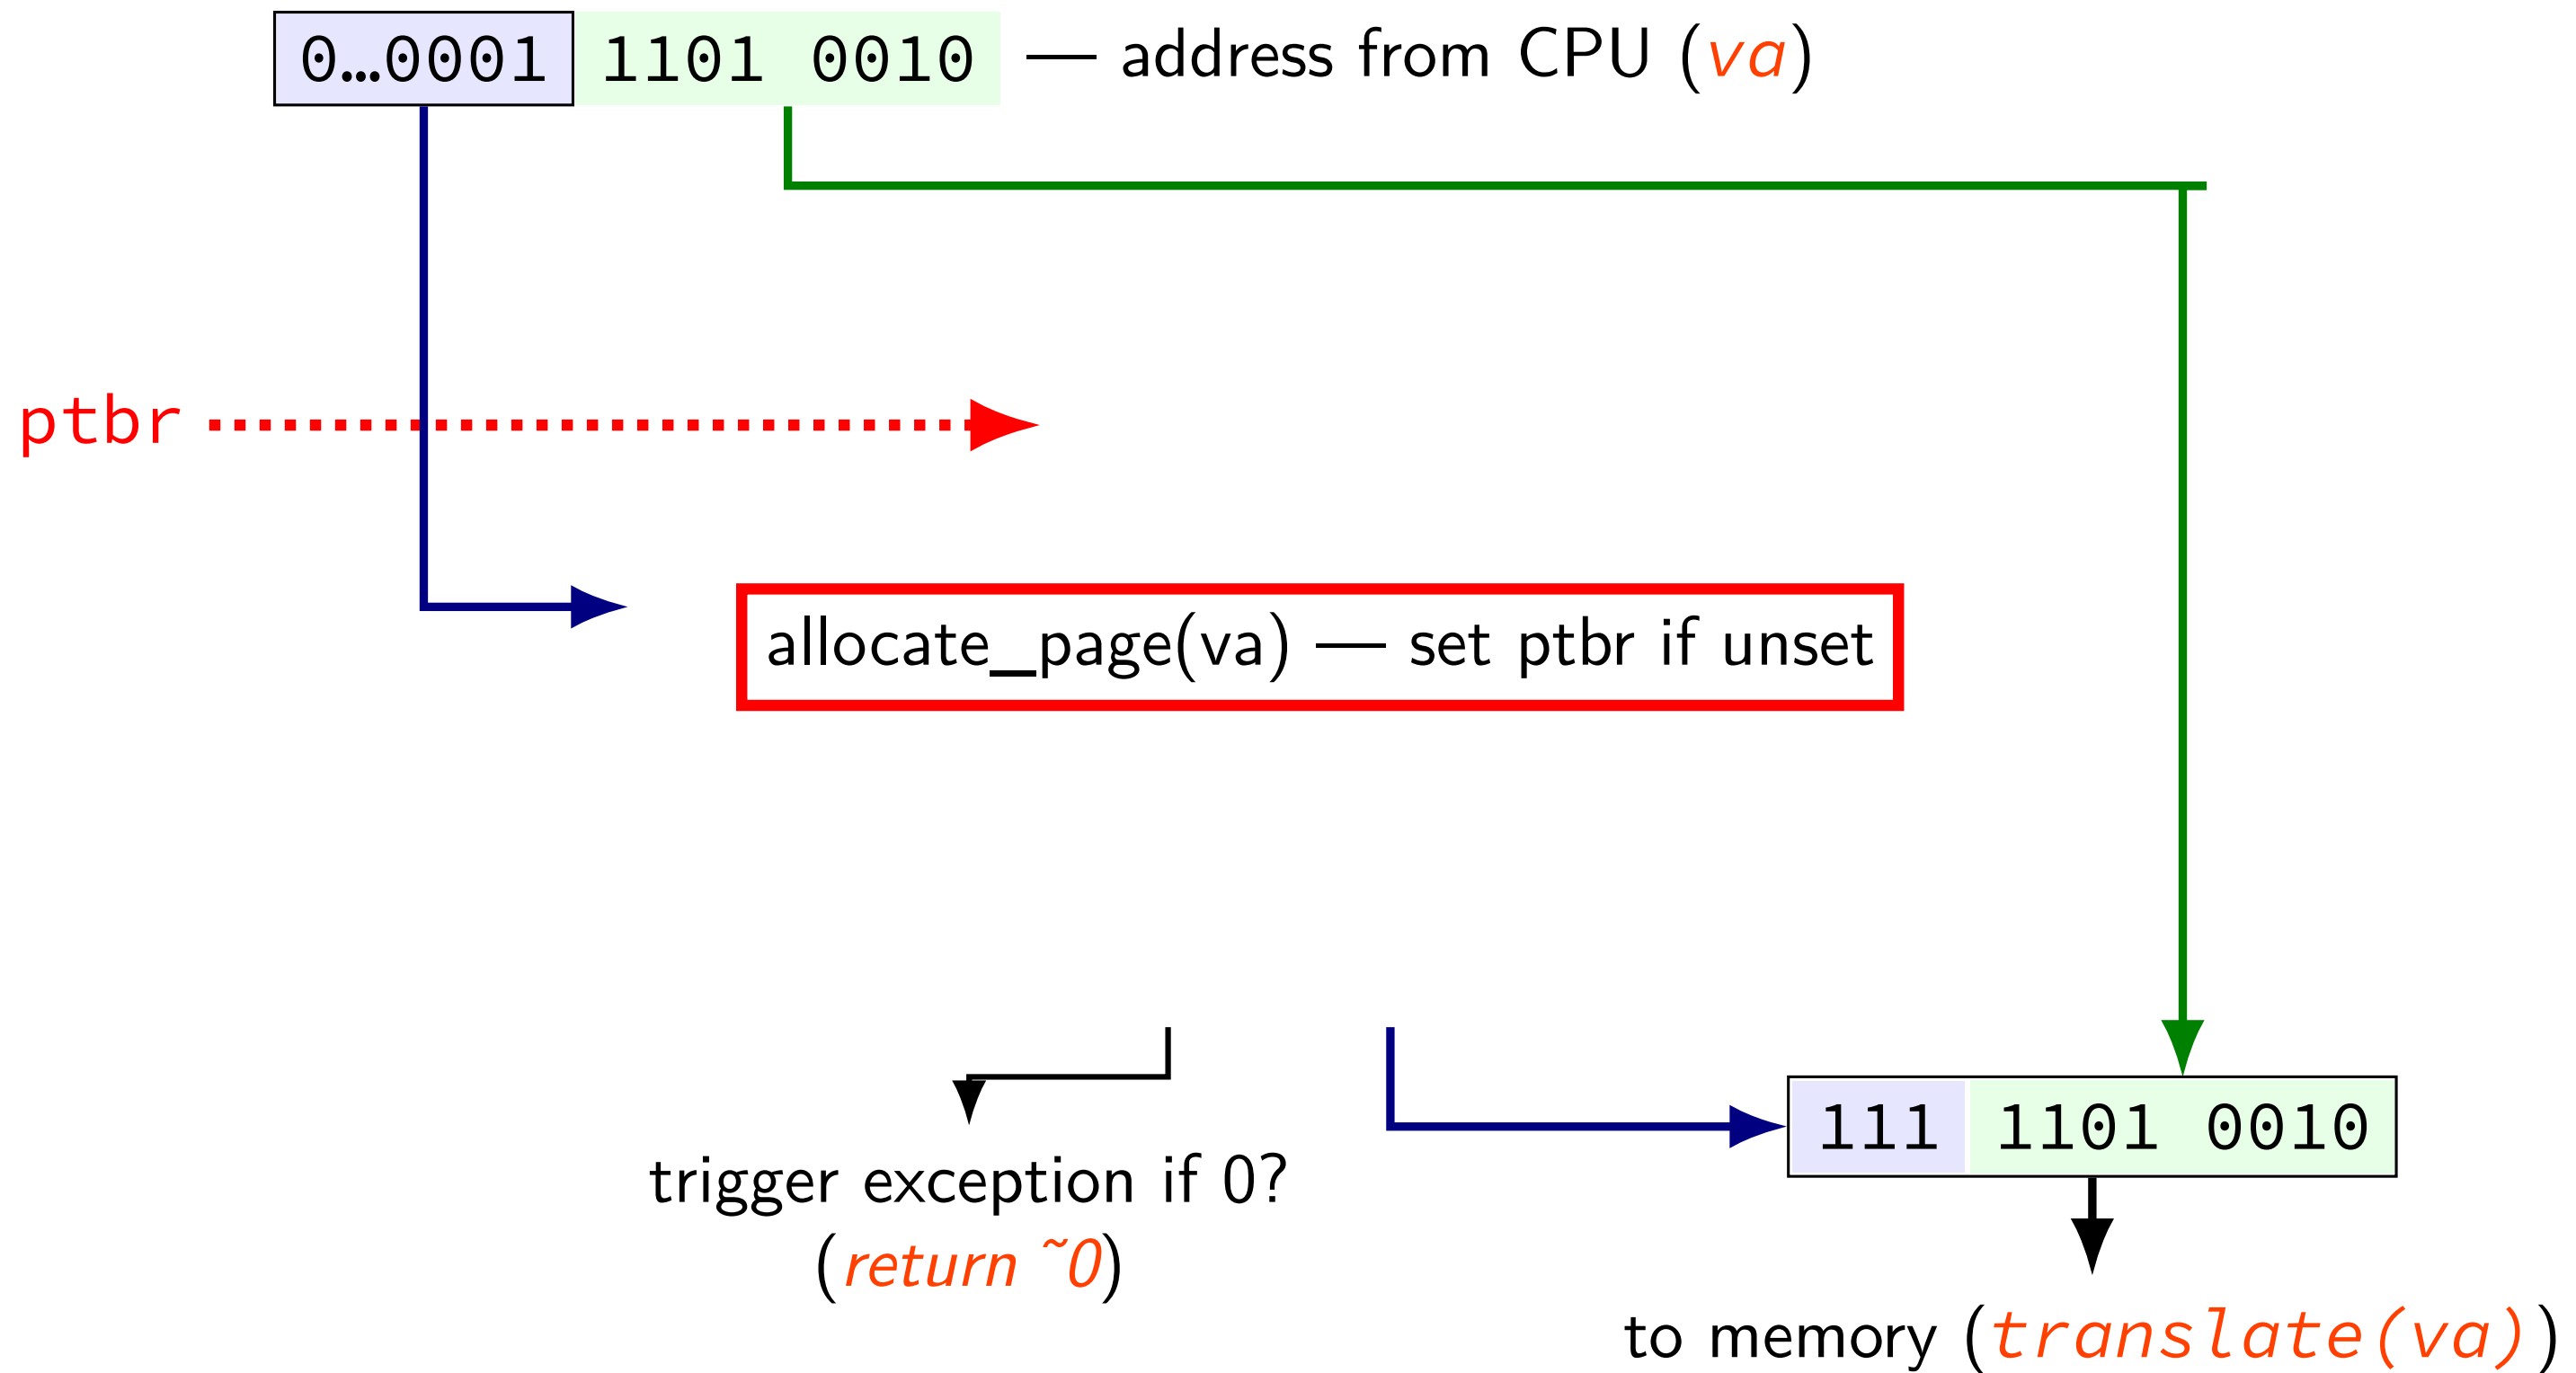 0…0001 1101 0010 — address from CPU (va)
ptbr
allocate_page(va) — set ptbr if unset
111 1101 0010
trigger exception if 0?
(return ~0)
to memory (translate(va))